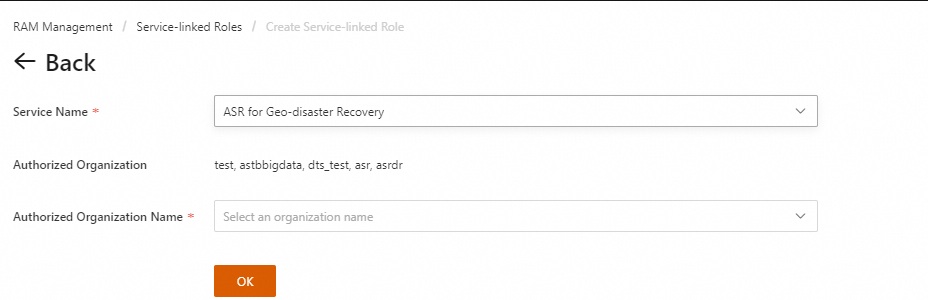 RAM Management / Service-linked Roles / Create Service-linked Role
← Back
Service Name * ASR for Geo-disaster Recovery
Authorized Organization test, astbbigdata, dts_test, asr, asrdr
Authorized Organization Name * Select an organization name
OK